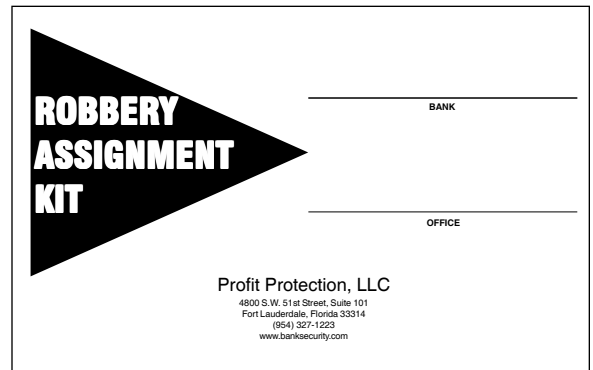 ROBBERY
ASSIGNMENT
KIT
BANK
OFFICE
Profit Protection, LLC
4800 S.W. 51st Street, Suite 101
Fort Lauderdale, Florida 33314
(954) 327-1223
www.banksecurity.com